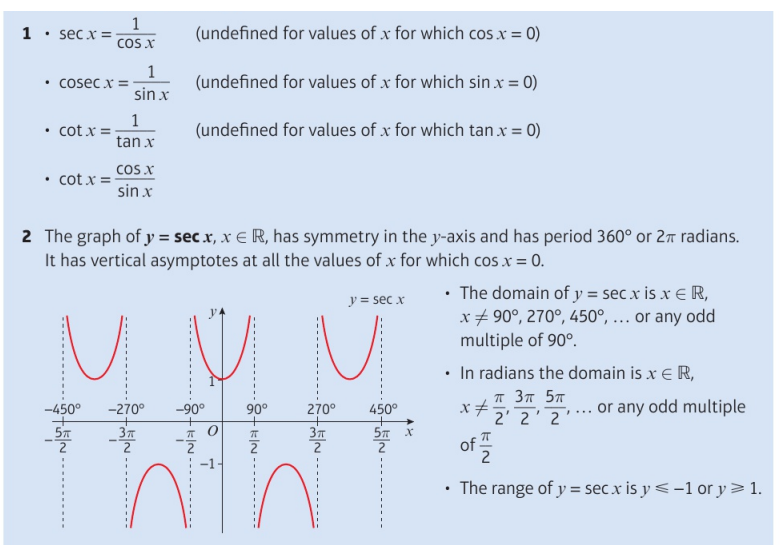 1 • sec x = 1/cos x (undefined for values of x for which cos x = 0)
• cosec x = 1/sin x (undefined for values of x for which sin x = 0)
• cot x = 1/tan x (undefined for values of x for which tan x = 0)
• cot x = cos x/sin x
2 The graph of y = sec x, x ∈ ℝ, has symmetry in the y-axis and has period 360° or 2π radians.
It has vertical asymptotes at all the values of x for which cos x = 0.
y = sec x
y
1
−450° −270° −90° 90° 270° 450°
−5π/2 −3π/2 −π/2 O π/2 3π/2 5π/2 x
−1
• The domain of y = sec x is x ∈ ℝ,
x ≠ 90°, 270°, 450°, … or any odd
multiple of 90°.
• In radians the domain is x ∈ ℝ,
x ≠ π/2, 3π/2, 5π/2, … or any odd multiple
of π/2
• The range of y = sec x is y ⩽ −1 or y ⩾ 1.